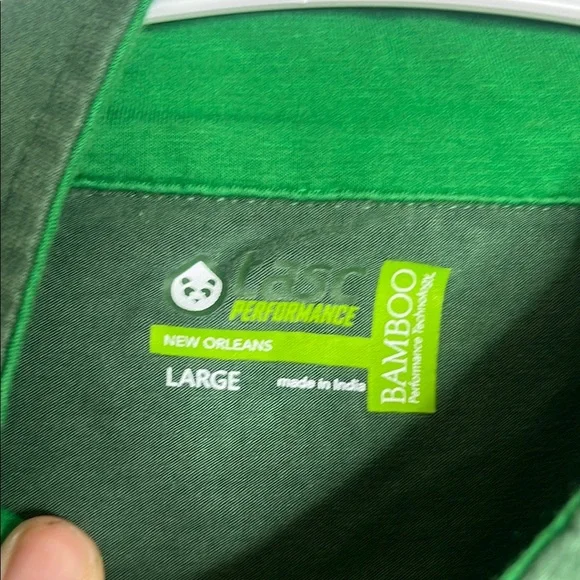 Tasc
PERFORMANCE
NEW ORLEANS
LARGE
made in India
BAMBOO
Performance Technology.